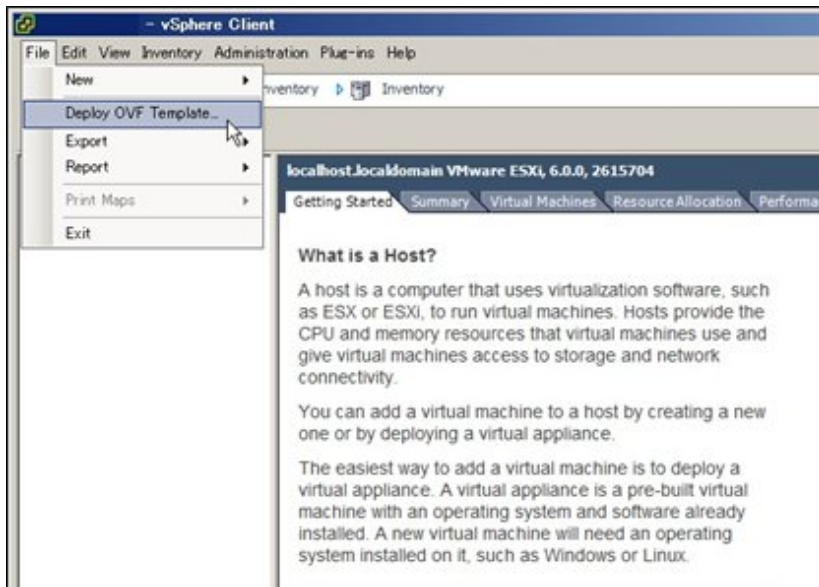 - vSphere Client
File Edit View Inventory Administration Plug-ins Help
New
nventory Inventory
Deploy OVF Template...
Export
Report
Print Maps
Exit
localhost.localdomain VMware ESXi, 6.0.0, 2615704
Getting Started Summary Virtual Machines Resource Allocation Performa
What is a Host?
A host is a computer that uses virtualization software, such
as ESX or ESXi, to run virtual machines. Hosts provide the
CPU and memory resources that virtual machines use and
give virtual machines access to storage and network
connectivity.
You can add a virtual machine to a host by creating a new
one or by deploying a virtual appliance.
The easiest way to add a virtual machine is to deploy a
virtual appliance. A virtual appliance is a pre-built virtual
machine with an operating system and software already
installed. A new virtual machine will need an operating
system installed on it, such as Windows or Linux.